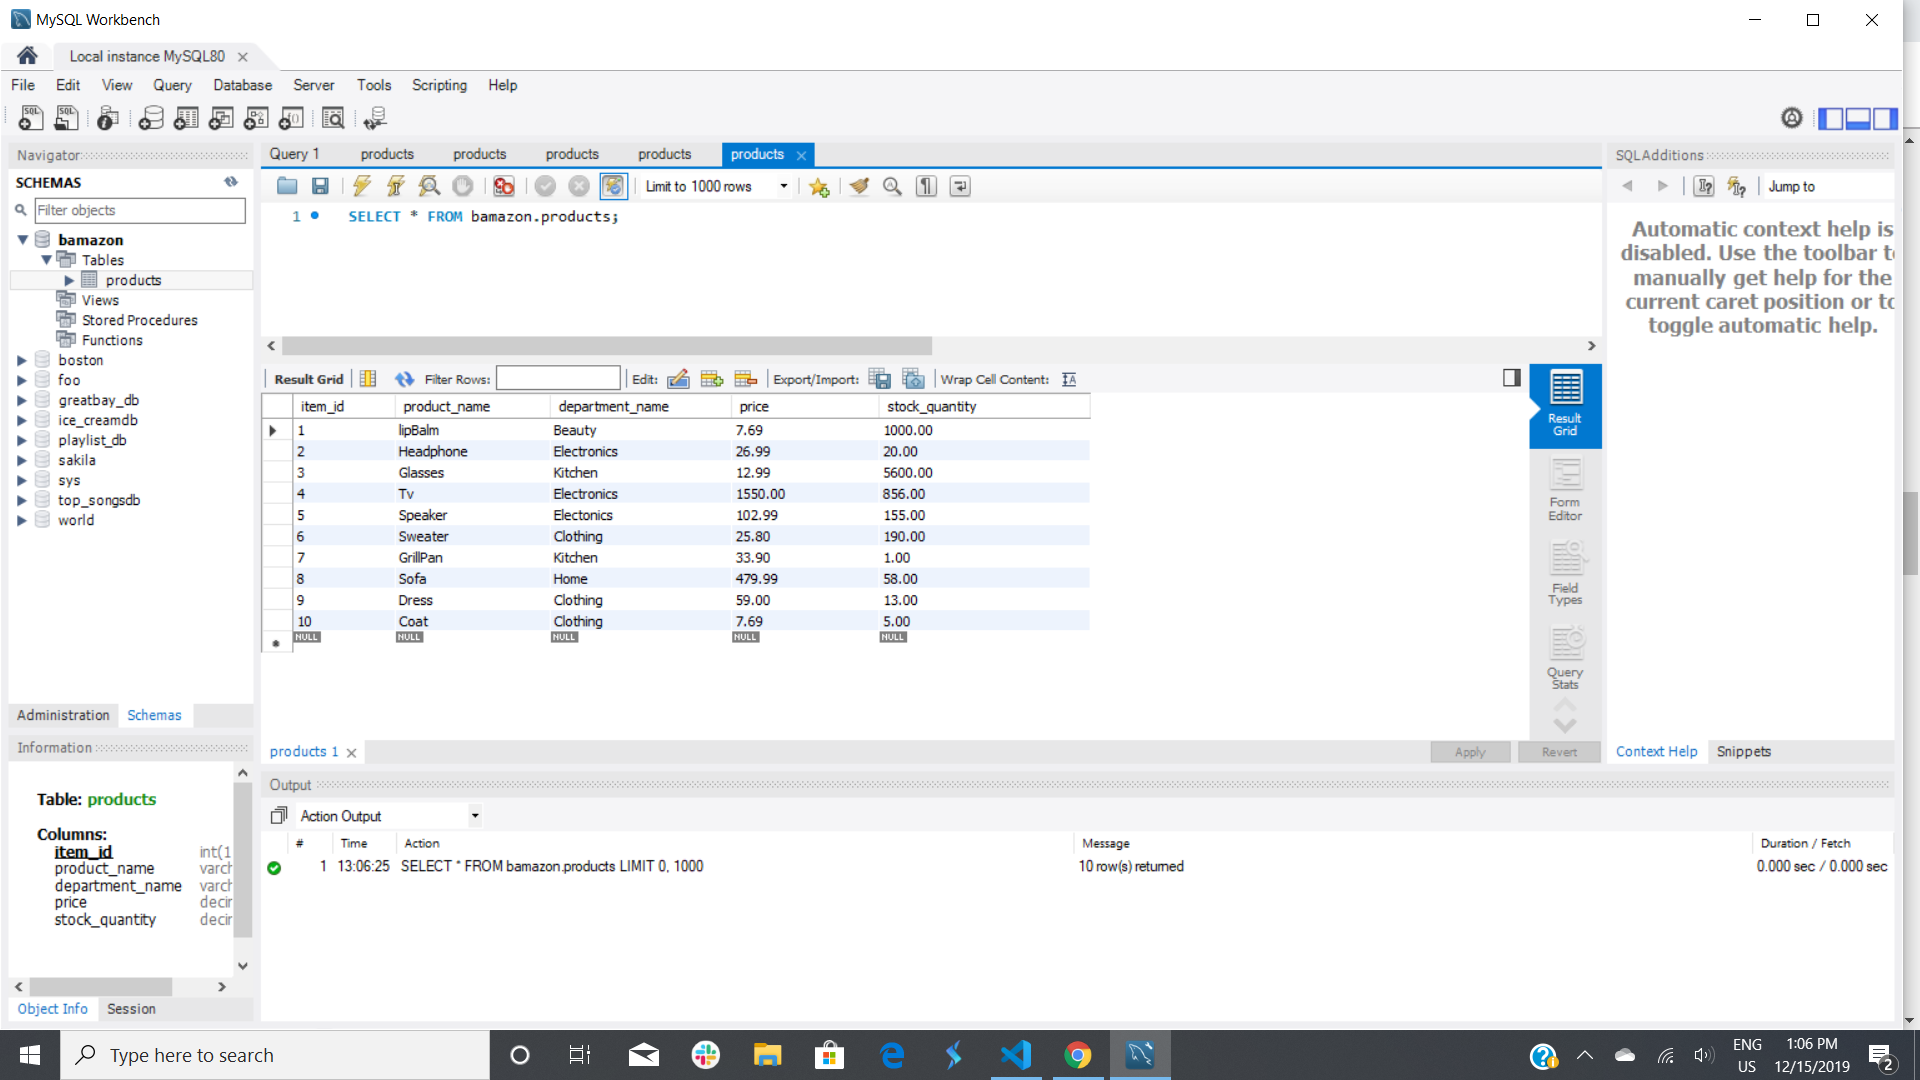 MySQL Workbench
Local instance MySQL80
File Edit View Query Database Server Tools Scripting Help
Navigator
SCHEMAS
Filter objects
bamazon
Tables
products
Views
Stored Procedures
Functions
boston
foo
greatbay_db
ice_creamdb
playlist_db
sakila
sys
top_songsdb
world
Administration Schemas
Information
Table: products
Columns:
item_id int(1
product_name varch
department_name varch
price decir
stock_quantity decir
Object Info Session
Query 1 products products products products products
Limit to 1000 rows
1 SELECT * FROM bamazon.products;
Result Grid Filter Rows: Edit: Export/Import: Wrap Cell Content:
item_id product_name department_name price stock_quantity
1 lipBalm Beauty 7.69 1000.00
2 Headphone Electronics 26.99 20.00
3 Glasses Kitchen 12.99 5600.00
4 Tv Electronics 1550.00 856.00
5 Speaker Electonics 102.99 155.00
6 Sweater Clothing 25.80 190.00
7 GrillPan Kitchen 33.90 1.00
8 Sofa Home 479.99 58.00
9 Dress Clothing 59.00 13.00
10 Coat Clothing 7.69 5.00
NULL NULL NULL NULL NULL
Result
Grid
Form
Editor
Field
Types
Query
Stats
products 1 Apply Revert
SQLAdditions
Jump to
Automatic context help is
disabled. Use the toolbar to
manually get help for the
current caret position or to
toggle automatic help.
Context Help Snippets
Output
Action Output
# Time Action Message Duration / Fetch
1 13:06:25 SELECT * FROM bamazon.products LIMIT 0, 1000 10 row(s) returned 0.000 sec / 0.000 sec
Type here to search
ENG
US
1:06 PM
12/15/2019
2